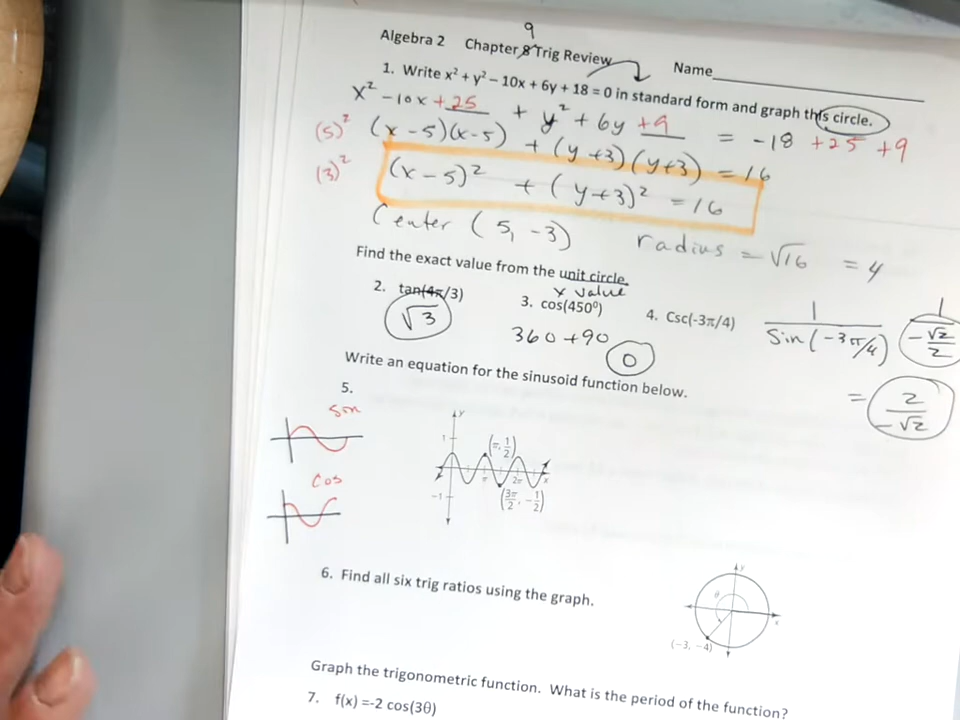 9
Algebra 2 Chapter 8 Trig Review
Name
1. Write x² + y² – 10x + 6y + 18 = 0 in standard form and graph this circle.
x² - 10x + 25 + y² + 6y + 9 = -18 + 25 + 9
(5)² (x - 5)(x - 5) + (y + 3)(y + 3) = 16
(3)² (x - 5)² + (y + 3)² = 16
Center (5, -3) radius = √16 = 4
Find the exact value from the unit circle.
x value
2. tan(4π/3) 3. cos(450⁰) 4. Csc(-3π/4) 1/Sin(-3π/4) 1/(-√2/2)
√3 360 + 90 0
= 2/-√2
Write an equation for the sinusoid function below.
5.
sin
cos
y
1
(π, 1/2)
π 2π x
-1
(3π/2, -1/2)
6. Find all six trig ratios using the graph.
y
θ
x
(-3, -4)
Graph the trigonometric function. What is the period of the function?
7. f(x) =-2 cos(3θ)